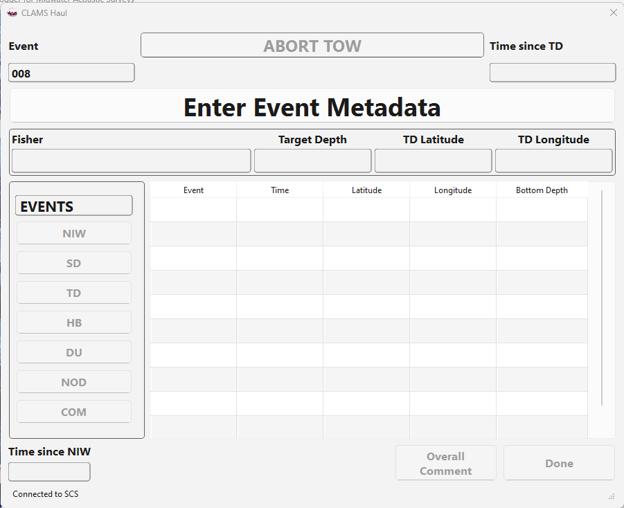 CLAMS Haul
Event
ABORT TOW
Time since TD
008
Enter Event Metadata
Fisher Target Depth TD Latitude TD Longitude
EVENTS
NIW
SD
TD
HB
DU
NOD
COM
Event Time Latitude Longitude Bottom Depth
Time since NIW
Overall
Comment
Done
Connected to SCS